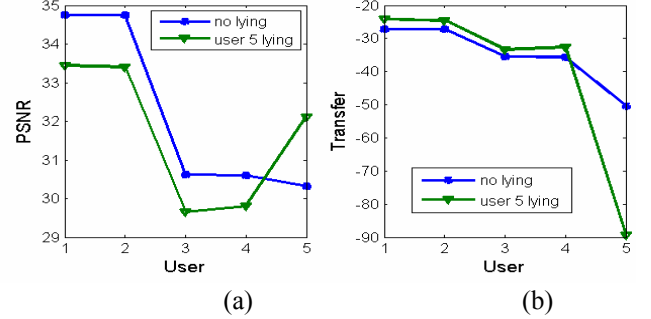 35
34
33
32
31
30
29
PSNR
no lying
user 5 lying
1 2 3 4 5
User
(a)
-20
-30
-40
-50
-60
-70
-80
-90
Transfer
no lying
user 5 lying
1 2 3 4 5
User
(b)